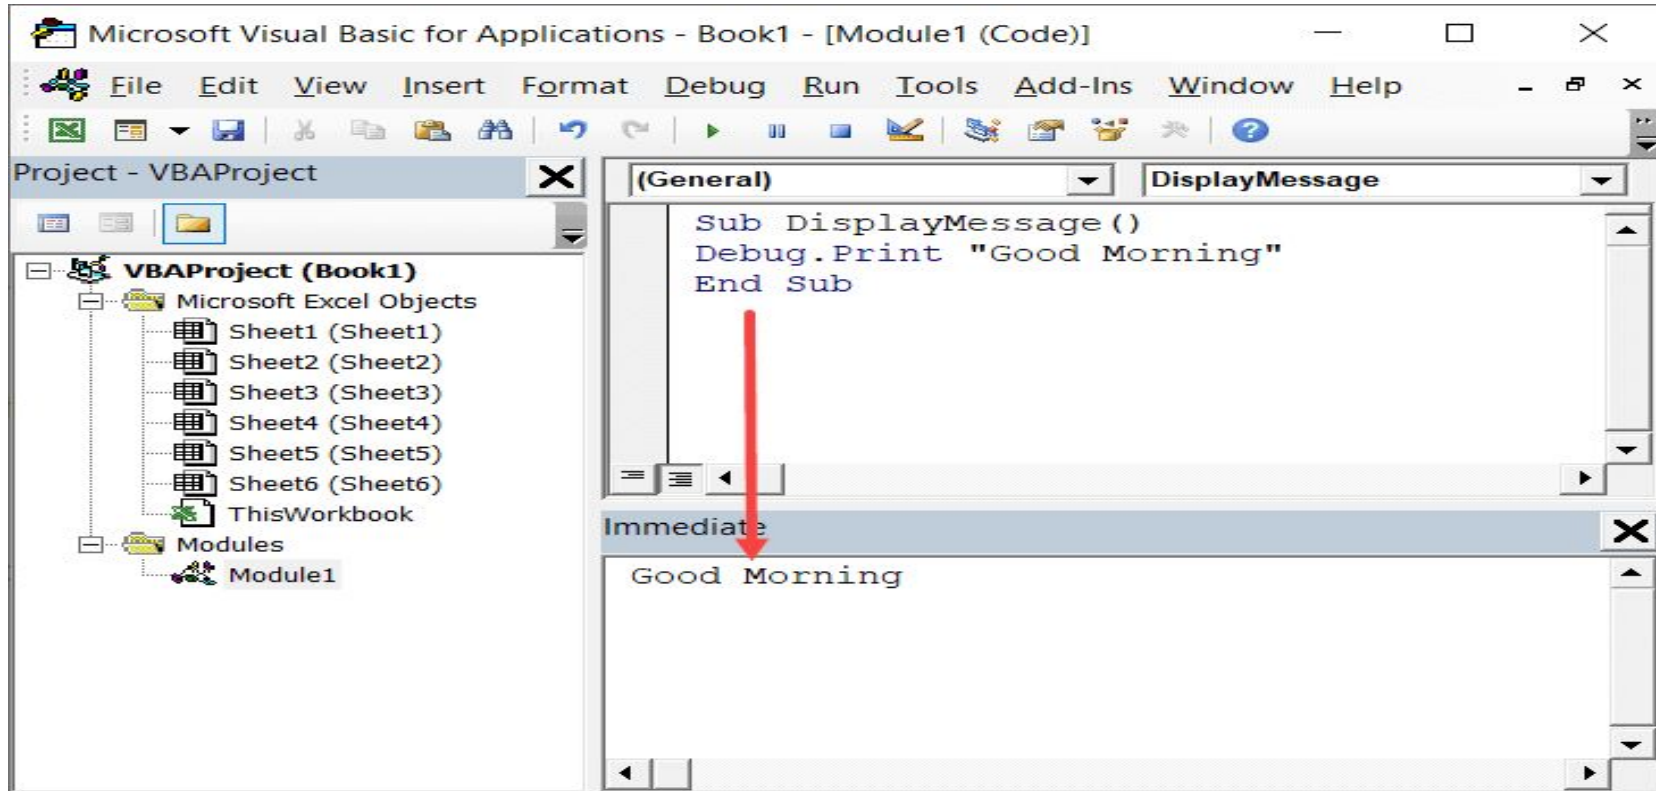 Microsoft Visual Basic for Applications - Book1 - [Module1 (Code)]
File Edit View Insert Format Debug Run Tools Add-Ins Window Help
Project - VBAProject
VBAProject (Book1)
Microsoft Excel Objects
Sheet1 (Sheet1)
Sheet2 (Sheet2)
Sheet3 (Sheet3)
Sheet4 (Sheet4)
Sheet5 (Sheet5)
Sheet6 (Sheet6)
ThisWorkbook
Modules
Module1
(General) DisplayMessage
Sub DisplayMessage()
Debug.Print "Good Morning"
End Sub
Immediate
Good Morning